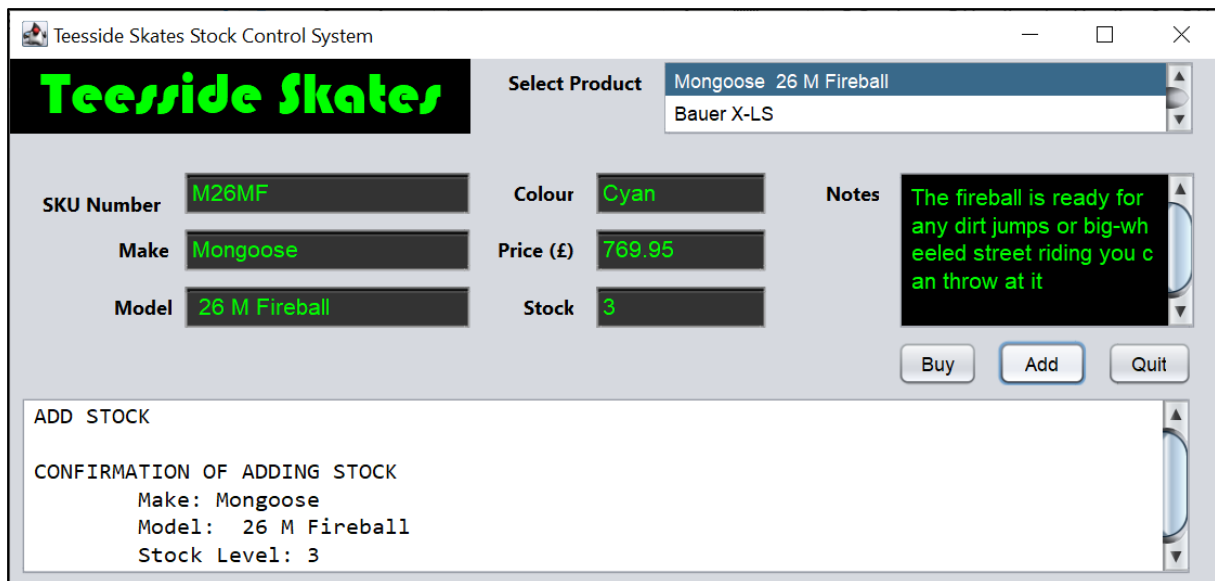 Teesside Skates Stock Control System
Teesside Skates
Select Product
Mongoose  26 M Fireball
Bauer X-LS
SKU Number
M26MF
Colour
Cyan
Notes
The fireball is ready for
any dirt jumps or big-wh
eeled street riding you c
an throw at it
Make
Mongoose
Price (£)
769.95
Model
26 M Fireball
Stock
3
Buy
Add
Quit
ADD STOCK
CONFIRMATION OF ADDING STOCK
Make: Mongoose
Model:  26 M Fireball
Stock Level: 3